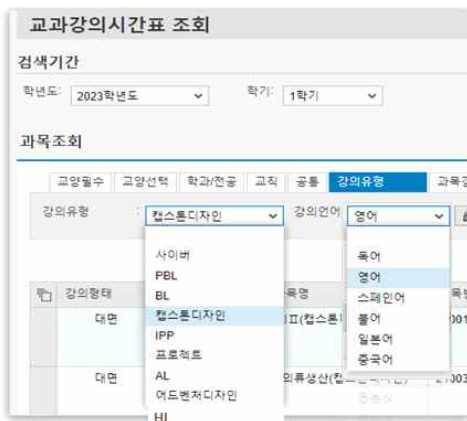 교과강의시간표 조회
검색기간
학년도: 2023학년도 학기: 1학기
과목조회
교양필수 교양선택 학과/전공 교직 공통 강의유형
강의유형 : 캡스톤디자인 강의언어 영어
사이버
PBL
BL
캡스톤디자인
IPP
프로젝트
AL
어드벤처디자인
HI
독어
영어
스페인어
불어
일본어
중국어
강의형태
대면
대면